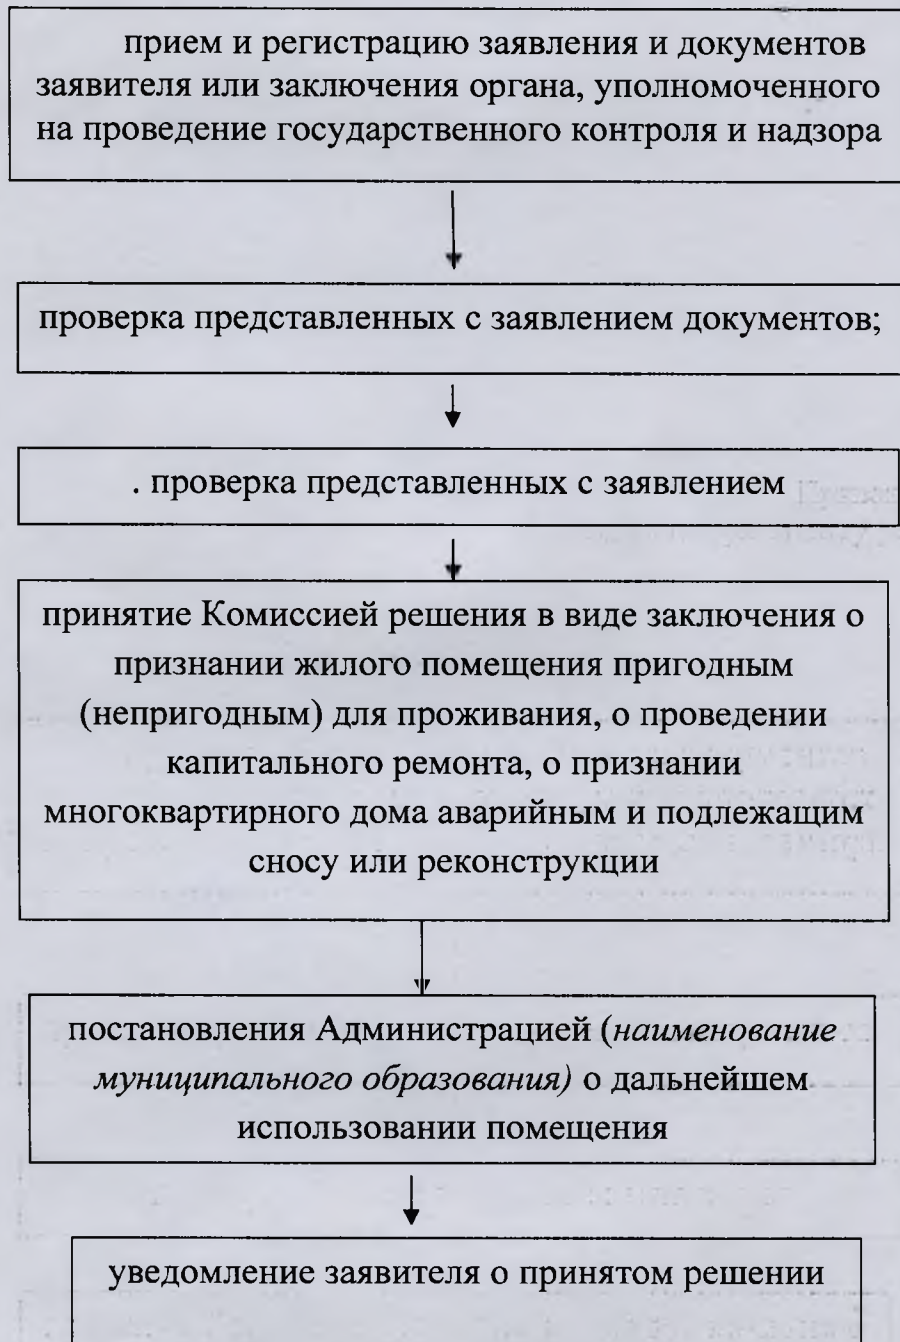 прием и регистрацию заявления и документов
заявителя или заключения органа, уполномоченного
на проведение государственного контроля и надзора
проверка представленных с заявлением документов;
. проверка представленных с заявлением
принятие Комиссией решения в виде заключения о
признании жилого помещения пригодным
(непригодным) для проживания, о проведении
капитального ремонта, о признании
многоквартирного дома аварийным и подлежащим
сносу или реконструкции
постановления Администрацией (наименование
муниципального образования) о дальнейшем
использовании помещения
уведомление заявителя о принятом решении